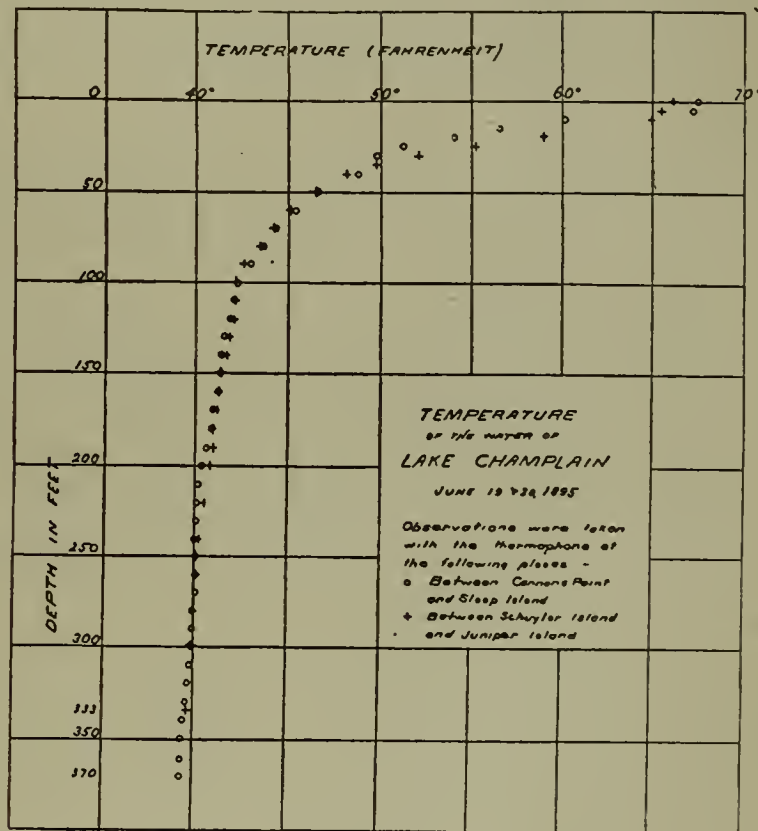 TEMPERATURE (FAHRENHEIT)
0 40° 50° 60° 70°
50
100
150
200
250
300
333
350
370
DEPTH IN FEET
TEMPERATURE
OF THE WATER OF
LAKE CHAMPLAIN
JUNE 19 & 20, 1895
Observations were taken
with the thermophone at
the following places -
o Between Cannons Point
and Sloop Island
+ Between Schuyler Island
and Juniper Island